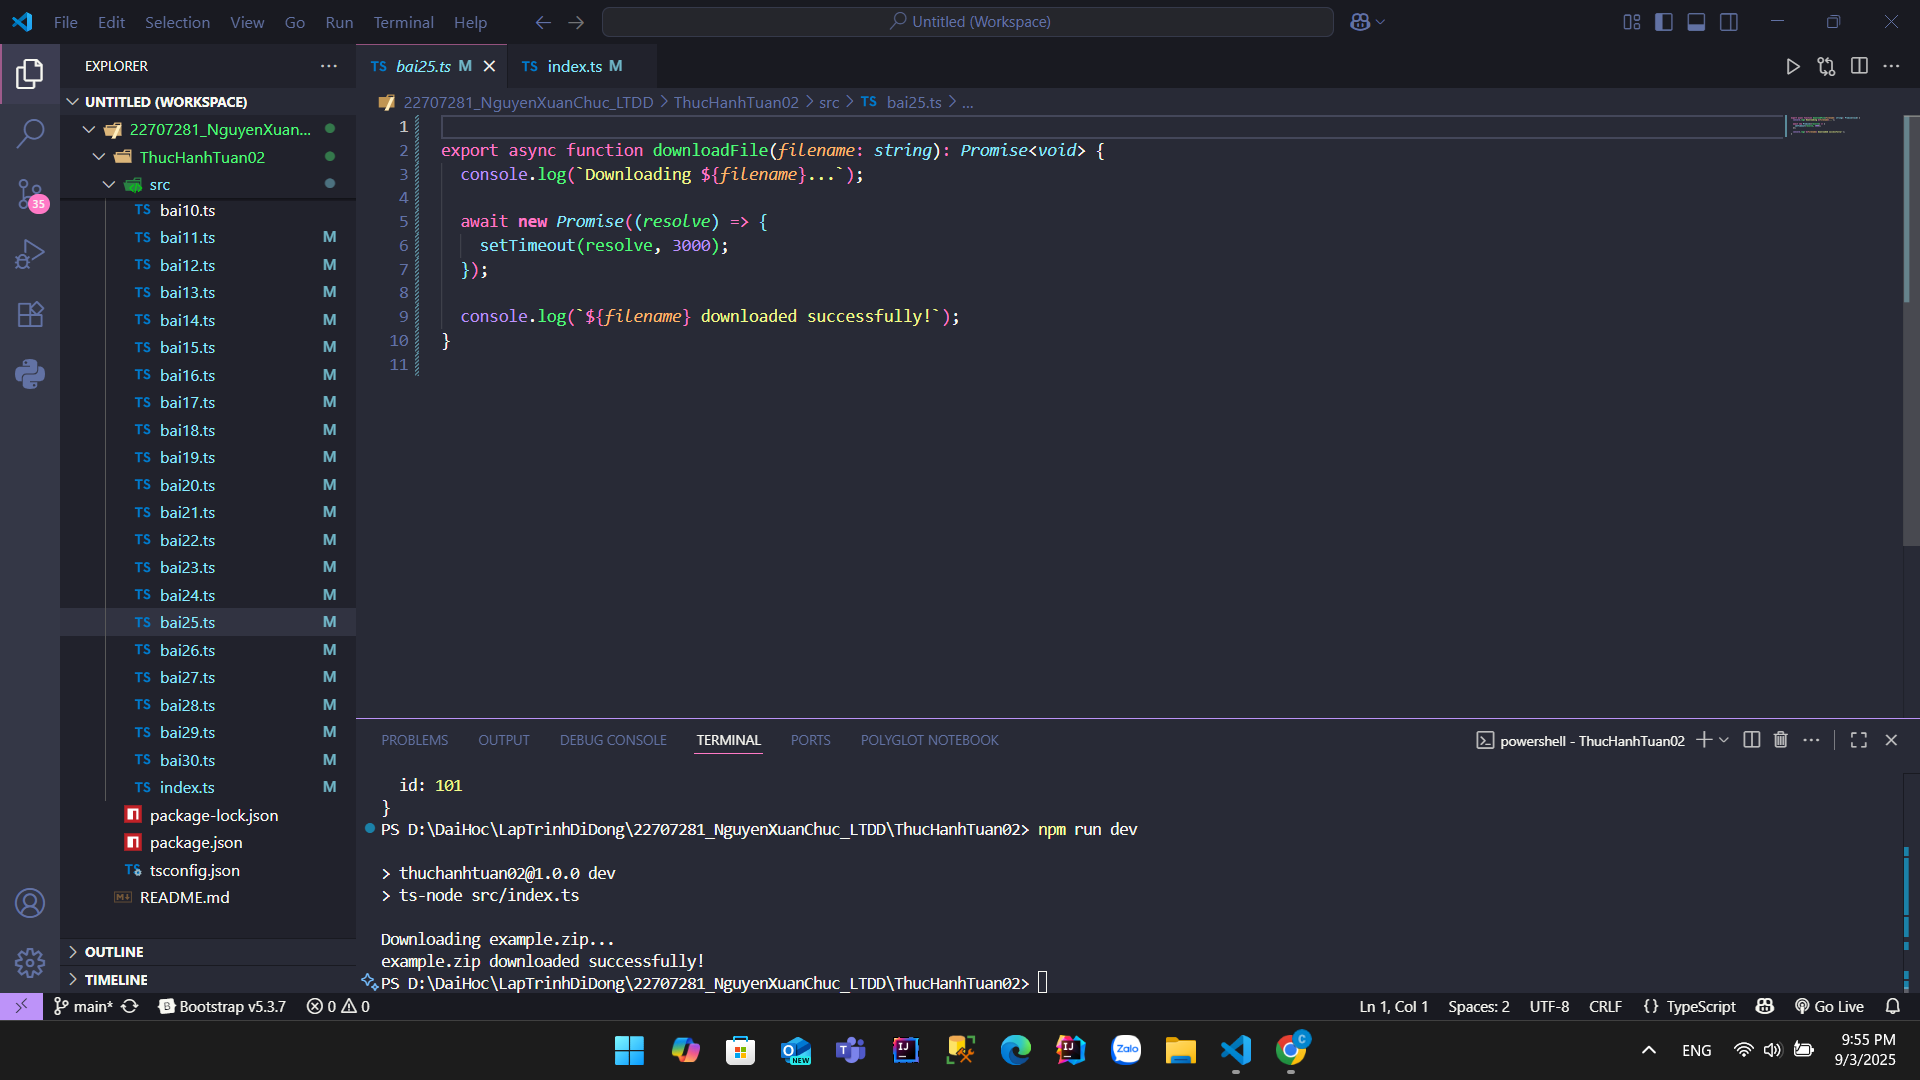 File Edit Selection View Go Run Terminal Help
Untitled (Workspace)
EXPLORER
UNTITLED (WORKSPACE)
22707281_NguyenXuan...
ThucHanhTuan02
src
TS bai10.ts
TS bai11.ts M
TS bai12.ts M
TS bai13.ts M
TS bai14.ts M
TS bai15.ts M
TS bai16.ts M
TS bai17.ts M
TS bai18.ts M
TS bai19.ts M
TS bai20.ts M
TS bai21.ts M
TS bai22.ts M
TS bai23.ts M
TS bai24.ts M
TS bai25.ts M
TS bai26.ts M
TS bai27.ts M
TS bai28.ts M
TS bai29.ts M
TS bai30.ts M
TS index.ts M
package-lock.json
package.json
TS tsconfig.json
README.md
OUTLINE
TIMELINE
35
TS bai25.ts M TS index.ts M
22707281_NguyenXuanChuc_LTDD > ThucHanhTuan02 > src > TS bai25.ts > ...
1
2 export async function downloadFile(filename: string): Promise<void> {
3 console.log(`Downloading ${filename}...`);
4
5 await new Promise((resolve) => {
6 setTimeout(resolve, 3000);
7 });
8
9 console.log(`${filename} downloaded successfully!`);
10 }
11
PROBLEMS OUTPUT DEBUG CONSOLE TERMINAL PORTS POLYGLOT NOTEBOOK
powershell - ThucHanhTuan02
id: 101
}
PS D:\DaiHoc\LapTrinhDiDong\22707281_NguyenXuanChuc_LTDD\ThucHanhTuan02> npm run dev
> thuchanhtuan02@1.0.0 dev
> ts-node src/index.ts
Downloading example.zip...
example.zip downloaded successfully!
PS D:\DaiHoc\LapTrinhDiDong\22707281_NguyenXuanChuc_LTDD\ThucHanhTuan02>
main* Bootstrap v5.3.7 0 0
Ln 1, Col 1 Spaces: 2 UTF-8 CRLF {} TypeScript Go Live
NEW
Zalo
C
ENG
9:55 PM
9/3/2025